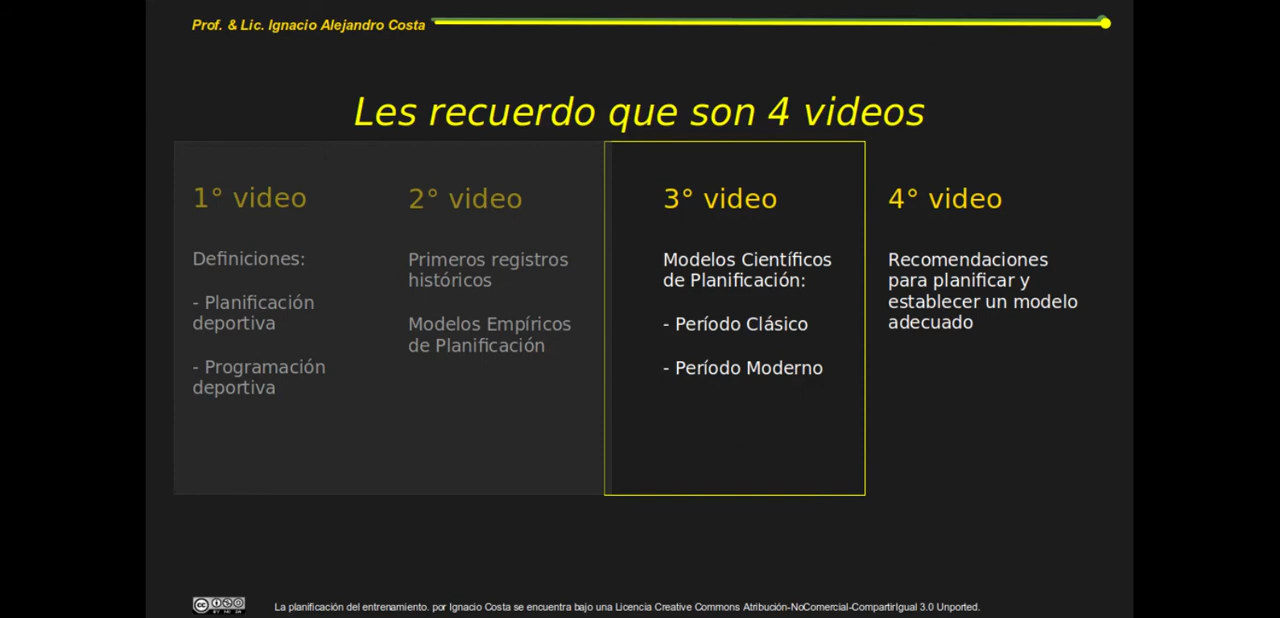 Prof. & Lic. Ignacio Alejandro Costa
Les recuerdo que son 4 videos
1° video
Definiciones:
- Planificación
deportiva
- Programación
deportiva
2° video
Primeros registros
históricos
Modelos Empíricos
de Planificación
3° video
Modelos Científicos
de Planificación:
- Período Clásico
- Período Moderno
4° video
Recomendaciones
para planificar y
establecer un modelo
adecuado
La planificación del entrenamiento. por Ignacio Costa se encuentra bajo una Licencia Creative Commons Atribución-NoComercial-CompartirIgual 3.0 Unported.